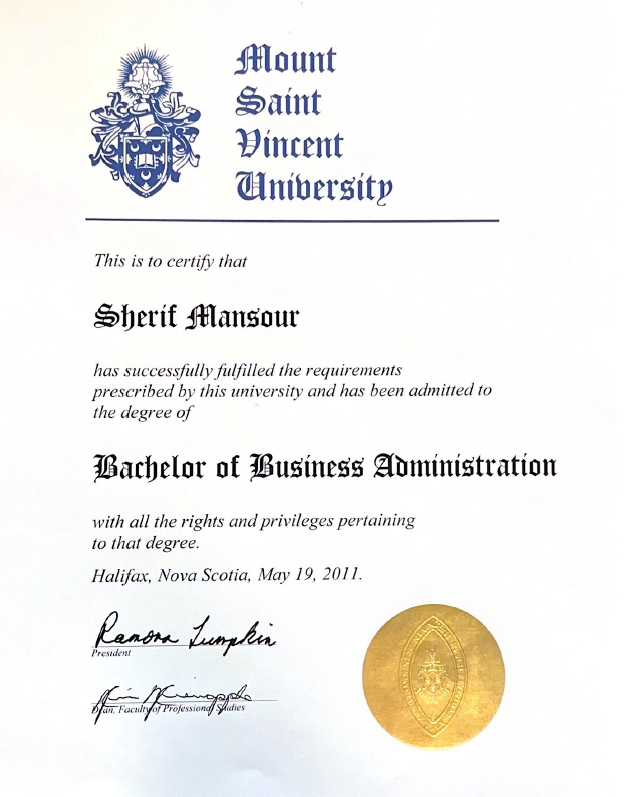 Mount
Saint
Vincent
University
This is to certify that
Sherif Mansour
has successfully fulfilled the requirements
prescribed by this university and has been admitted to
the degree of
Bachelor of Business Administration
with all the rights and privileges pertaining
to that degree.
Halifax, Nova Scotia, May 19, 2011.
Ramona Lumpkin
President
Dean. Faculty of Professional Studies